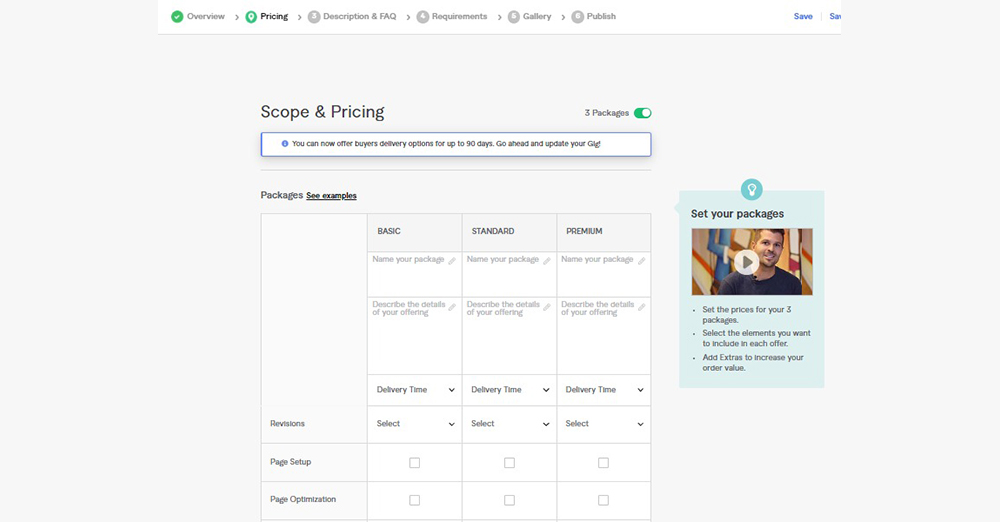 Overview > Pricing > 3 Description & FAQ > 4 Requirements > 5 Gallery > 6 Publish
Save
Scope & Pricing
3 Packages
You can now offer buyers delivery options for up to 90 days. Go ahead and update your Gig!
Packages See examples
BASIC STANDARD PREMIUM
Name your package Name your package Name your package
Describe the details Describe the details Describe the details
of your offering of your offering of your offering
Delivery Time Delivery Time Delivery Time
Revisions Select Select Select
Page Setup
Page Optimization
Set your packages
• Set the prices for your 3
packages.
• Select the elements you want
to include in each offer.
• Add Extras to increase your
order value.